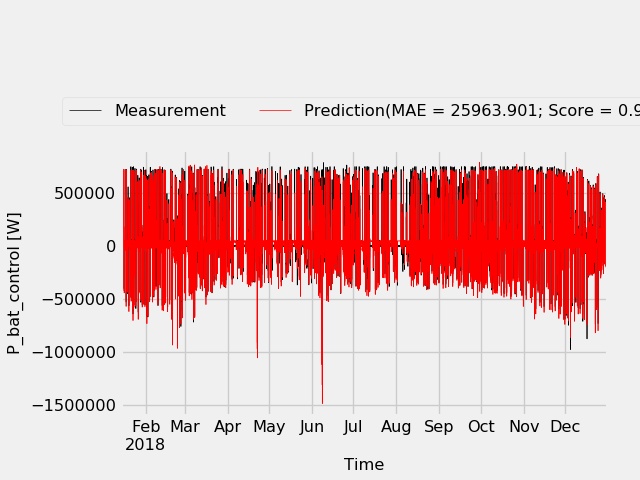 Measurement
Prediction(MAE = 25963.901; Score = 0.9
500000
0
−500000
−1000000
−1500000
P_bat_control [W]
Feb Mar Apr May Jun Jul Aug Sep Oct Nov Dec
2018
Time